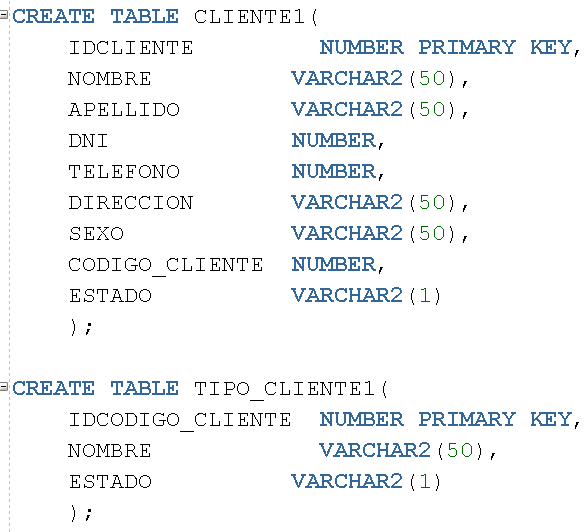 CREATE TABLE CLIENTE1(
IDCLIENTE NUMBER PRIMARY KEY,
NOMBRE VARCHAR2(50),
APELLIDO VARCHAR2(50),
DNI NUMBER,
TELEFONO NUMBER,
DIRECCION VARCHAR2(50),
SEXO VARCHAR2(50),
CODIGO_CLIENTE NUMBER,
ESTADO VARCHAR2(1)
);
CREATE TABLE TIPO_CLIENTE1(
IDCODIGO_CLIENTE NUMBER PRIMARY KEY,
NOMBRE VARCHAR2(50),
ESTADO VARCHAR2(1)
);